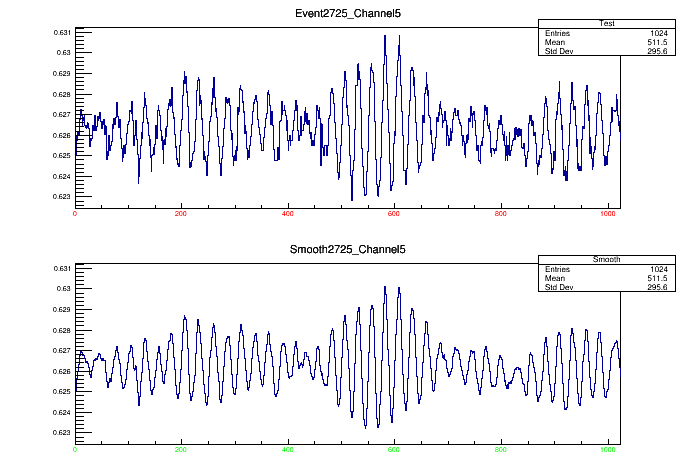 Event2725_Channel5
Test
Entries 1024
Mean 511.5
Std Dev 295.6
0.631
0.63
0.629
0.628
0.627
0.626
0.625
0.624
0.623
0 200 400 600 800 1000
Smooth2725_Channel5
Smooth
Entries 1024
Mean 511.5
Std Dev 295.6
0.631
0.63
0.629
0.628
0.627
0.626
0.625
0.624
0.623
0 200 400 600 800 1000